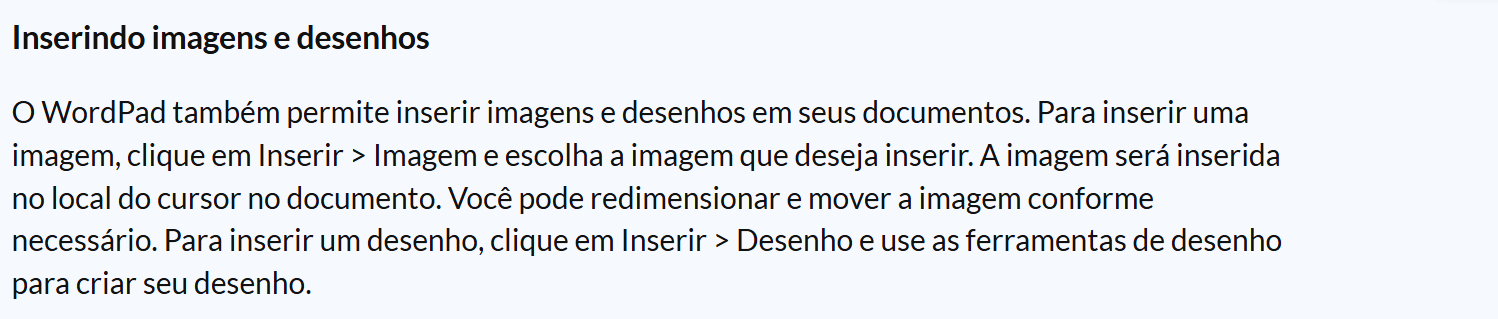 Inserindo imagens e desenhos
O WordPad também permite inserir imagens e desenhos em seus documentos. Para inserir uma
imagem, clique em Inserir > Imagem e escolha a imagem que deseja inserir. A imagem será inserida
no local do cursor no documento. Você pode redimensionar e mover a imagem conforme
necessário. Para inserir um desenho, clique em Inserir > Desenho e use as ferramentas de desenho
para criar seu desenho.